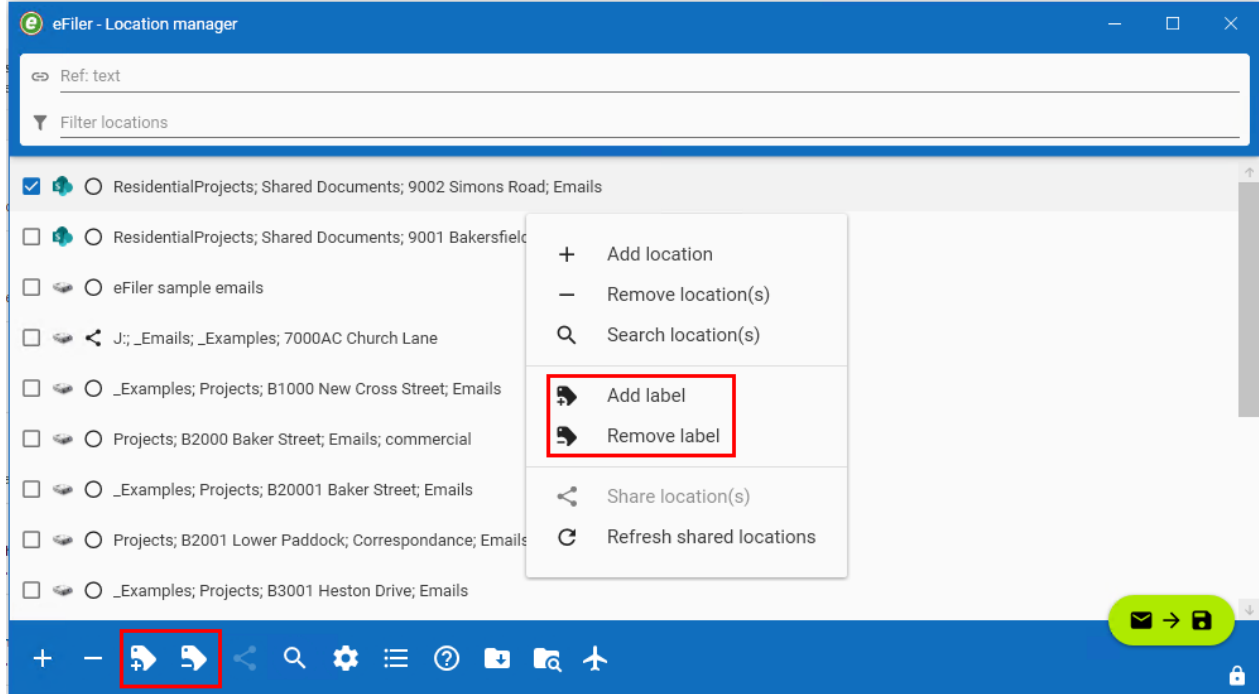 eFiler - Location manager
Ref: text
Filter locations
ResidentialProjects; Shared Documents; 9002 Simons Road; Emails
ResidentialProjects; Shared Documents; 9001 Bakersfield
eFiler sample emails
J:; _Emails; _Examples; 7000AC Church Lane
_Examples; Projects; B1000 New Cross Street; Emails
Projects; B2000 Baker Street; Emails; commercial
_Examples; Projects; B20001 Baker Street; Emails
Projects; B2001 Lower Paddock; Correspondance; Emails
_Examples; Projects; B3001 Heston Drive; Emails
Add location
Remove location(s)
Search location(s)
Add label
Remove label
Share location(s)
Refresh shared locations